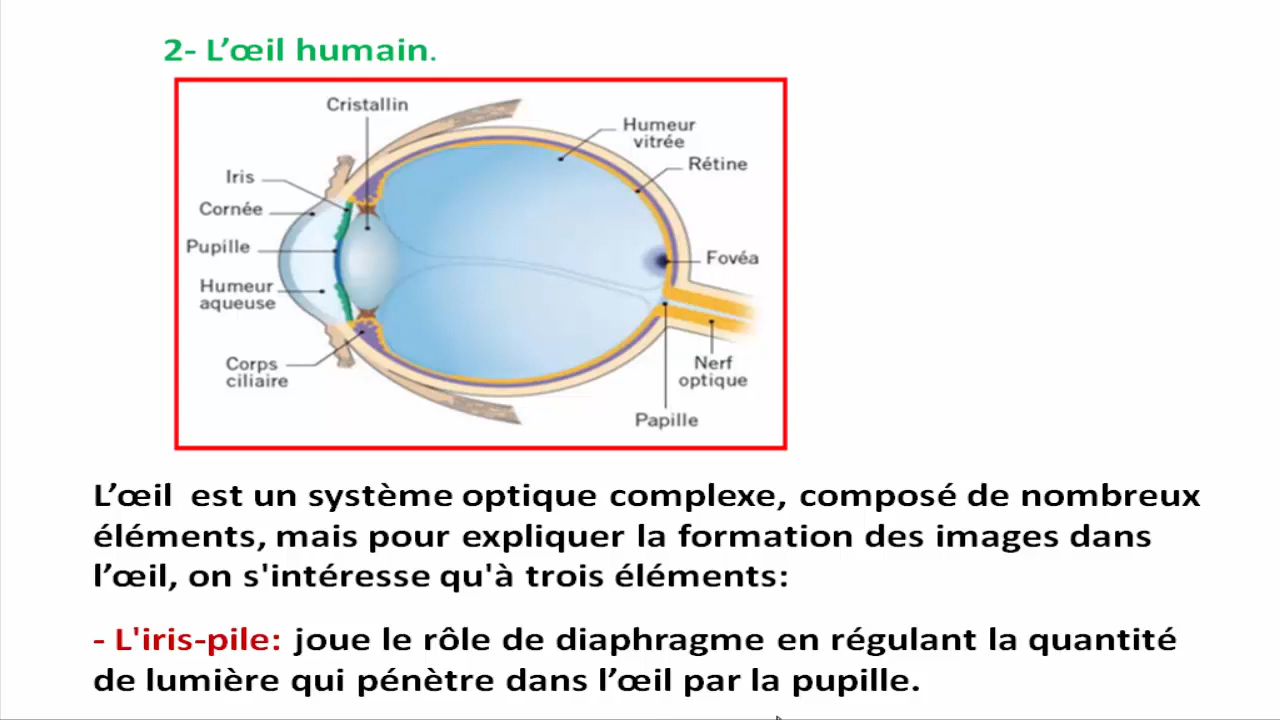 2- L’œil humain.
Cristallin
Humeur
vitrée
Rétine
Iris
Cornée
Pupille
Fovéa
Humeur
aqueuse
Corps
ciliaire
Nerf
optique
Papille
L’œil est un système optique complexe, composé de nombreux
éléments, mais pour expliquer la formation des images dans
l’œil, on s'intéresse qu'à trois éléments:
- L'iris-pile: joue le rôle de diaphragme en régulant la quantité
de lumière qui pénètre dans l’œil par la pupille.